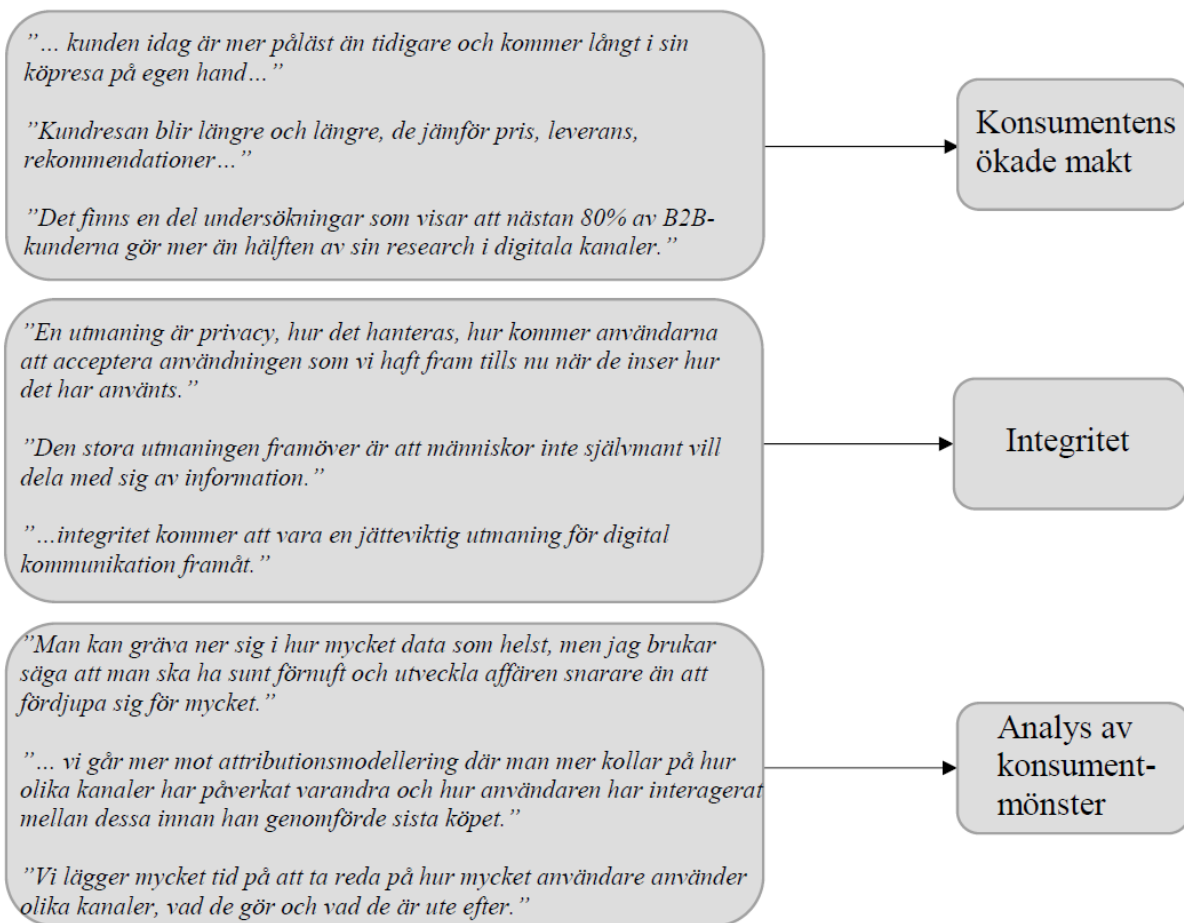 ”… kunden idag är mer påläst än tidigare och kommer långt i sin
köpresa på egen hand…”
”Kundresan blir längre och längre, de jämför pris, leverans,
rekommendationer…”
”Det finns en del undersökningar som visar att nästan 80% av B2B-
kunderna gör mer än hälften av sin research i digitala kanaler.”
Konsumentens
ökade makt
”En utmaning är privacy, hur det hanteras, hur kommer användarna
att acceptera användningen som vi haft fram tills nu när de inser hur
det har använts.”
”Den stora utmaningen framöver är att människor inte självmant vill
dela med sig av information.”
”…integritet kommer att vara en jätteviktig utmaning för digital
kommunikation framåt.”
Integritet
”Man kan gräva ner sig i hur mycket data som helst, men jag brukar
säga att man ska ha sunt förnuft och utveckla affären snarare än att
fördjupa sig för mycket.”
”… vi går mer mot attributionsmodellering där man mer kollar på hur
olika kanaler har påverkat varandra och hur användaren har interagerat
mellan dessa innan han genomförde sista köpet.”
”Vi lägger mycket tid på att ta reda på hur mycket användare använder
olika kanaler, vad de gör och vad de är ute efter.”
Analys av
konsument-
mönster